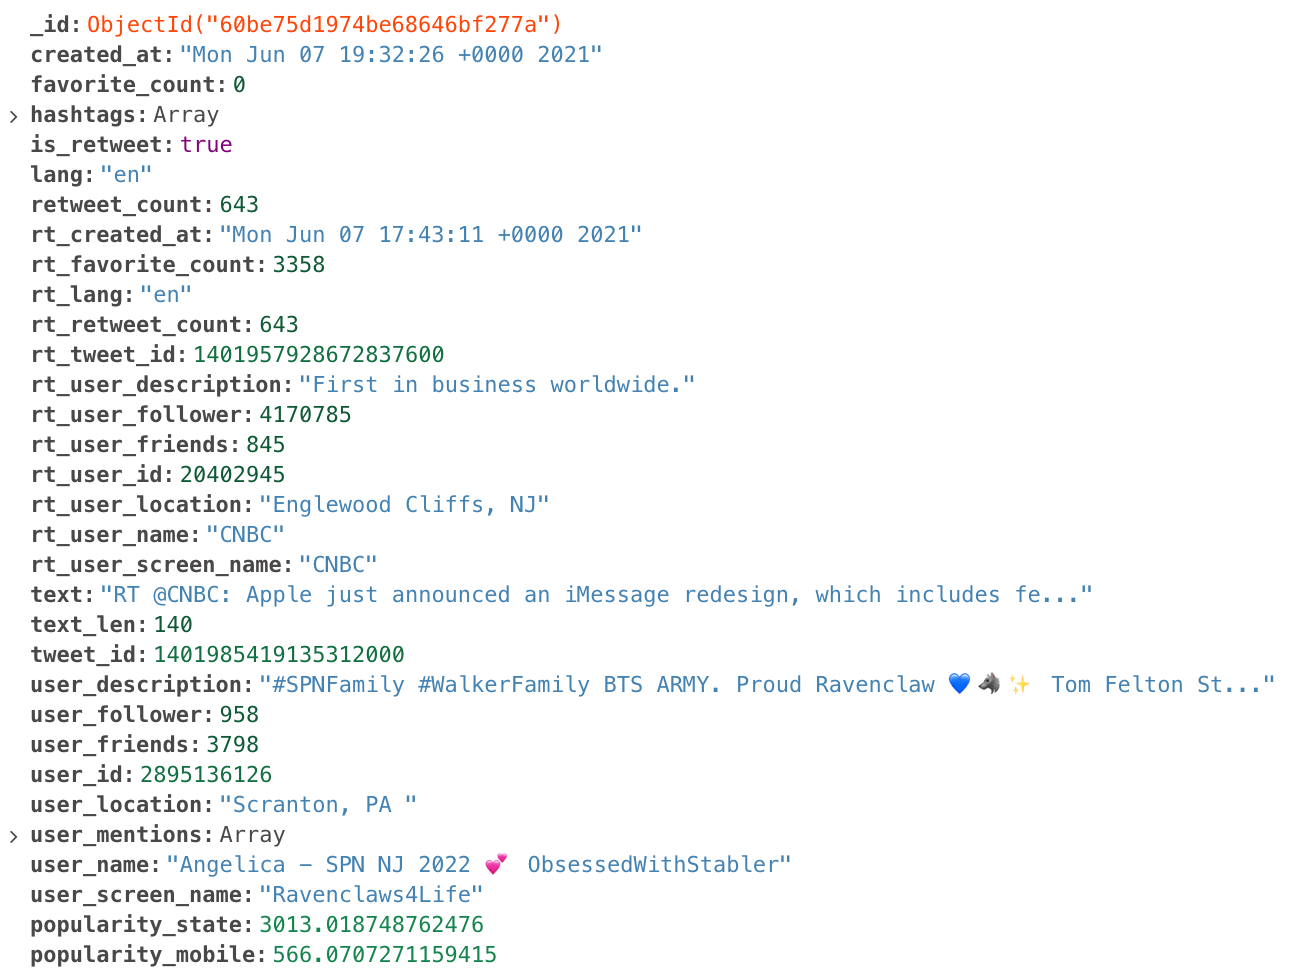 _id: ObjectId("60be75d1974be68646bf277a")
created_at: "Mon Jun 07 19:32:26 +0000 2021"
favorite_count: 0
hashtags: Array
is_retweet: true
lang: "en"
retweet_count: 643
rt_created_at: "Mon Jun 07 17:43:11 +0000 2021"
rt_favorite_count: 3358
rt_lang: "en"
rt_retweet_count: 643
rt_tweet_id: 1401957928672837600
rt_user_description: "First in business worldwide."
rt_user_follower: 4170785
rt_user_friends: 845
rt_user_id: 20402945
rt_user_location: "Englewood Cliffs, NJ"
rt_user_name: "CNBC"
rt_user_screen_name: "CNBC"
text: "RT @CNBC: Apple just announced an iMessage redesign, which includes fe..."
text_len: 140
tweet_id: 1401985419135312000
user_description: "#SPNFamily #WalkerFamily BTS ARMY. Proud Ravenclaw 💙🐺✨ Tom Felton St..."
user_follower: 958
user_friends: 3798
user_id: 2895136126
user_location: "Scranton, PA "
user_mentions: Array
user_name: "Angelica – SPN NJ 2022 💕 ObsessedWithStabler"
user_screen_name: "Ravenclaws4Life"
popularity_state: 3013.018748762476
popularity_mobile: 566.0707271159415